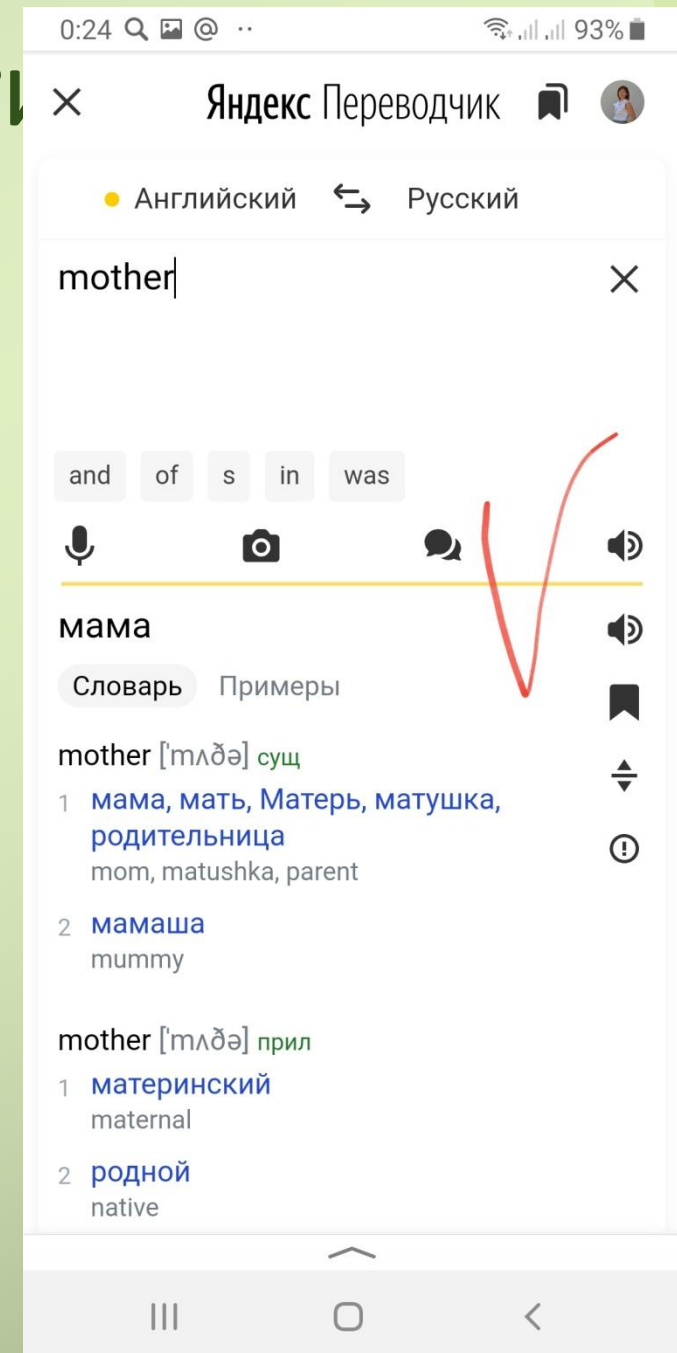 0:24 93%
Яндекс Переводчик
Английский Русский
mother
and of s in was
мама
Словарь Примеры
mother ['mʌðə] сущ
1 мама, мать, Матерь, матушка,
родительница
mom, matushka, parent
2 мамаша
mummy
mother ['mʌðə] прил
1 материнский
maternal
2 родной
native